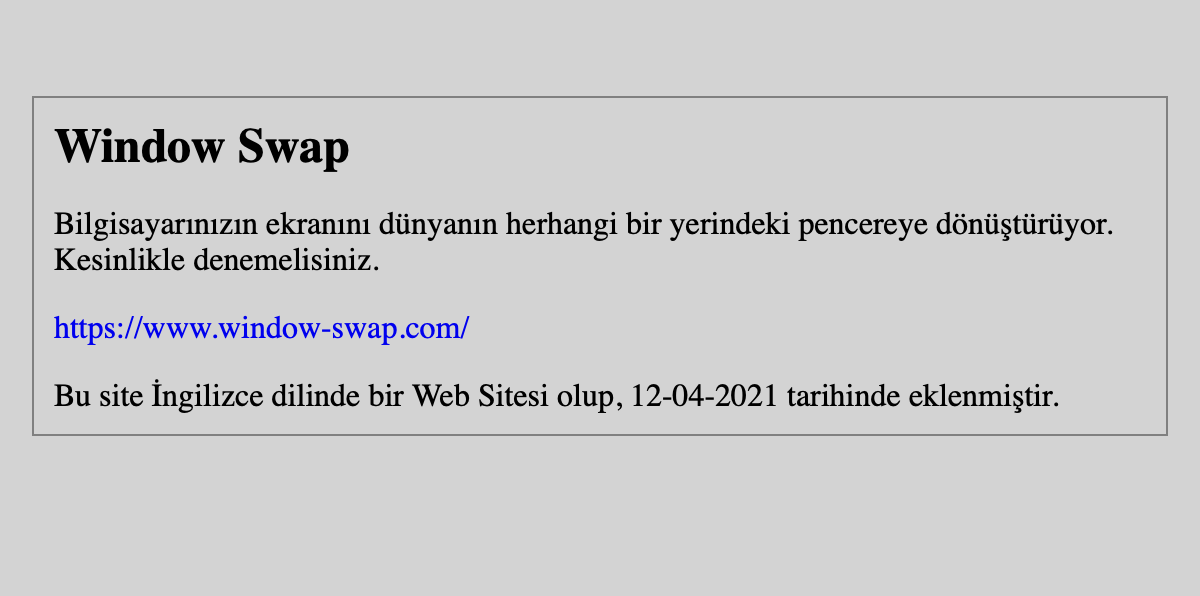 Window Swap
Bilgisayarınızın ekranını dünyanın herhangi bir yerindeki pencereye dönüştürüyor.
Kesinlikle denemelisiniz.
https://www.window-swap.com/
Bu site İngilizce dilinde bir Web Sitesi olup, 12-04-2021 tarihinde eklenmiştir.